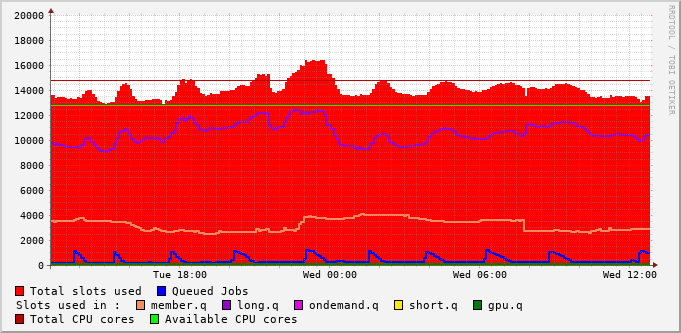 20000
18000
16000
14000
12000
10000
8000
6000
4000
2000
0
Tue 18:00 Wed 00:00 Wed 06:00 Wed 12:00
RRDTOOL / TOBI OETIKER
Total slots used Queued Jobs
Slots used in : member.q long.q ondemand.q short.q gpu.q
Total CPU cores Available CPU cores